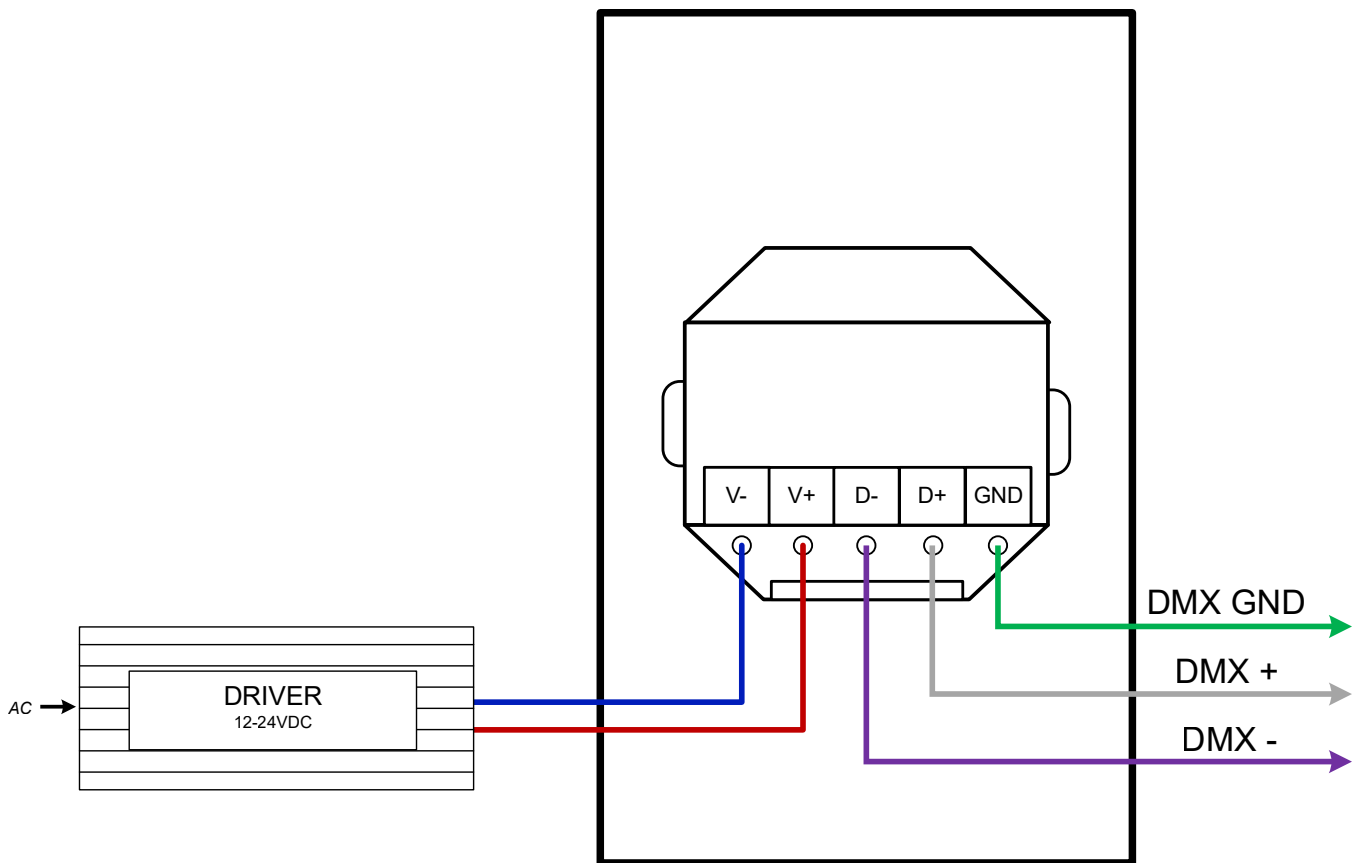 V- V+ D- D+ GND
DMX GND
DMX +
DMX -
DRIVER
12-24VDC
AC